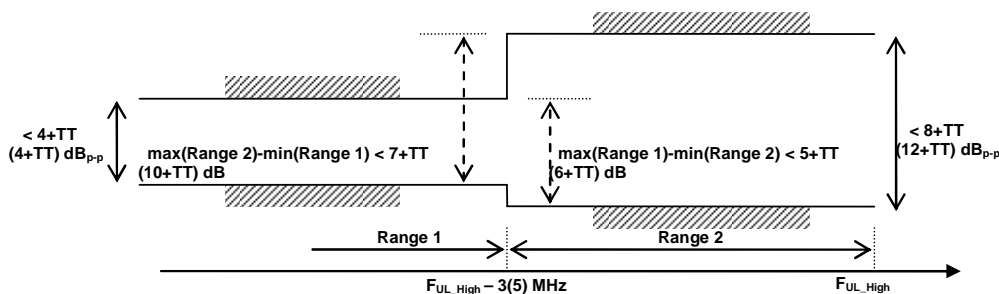 < 4+TT
(4+TT) dBp-p
max(Range 2)-min(Range 1) < 7+TT
(10+TT) dB
max(Range 1)-min(Range 2) < 5+TT
(6+TT) dB
< 8+TT
(12+TT) dBp-p
Range 1
Range 2
FUL_High – 3(5) MHz
FUL_High